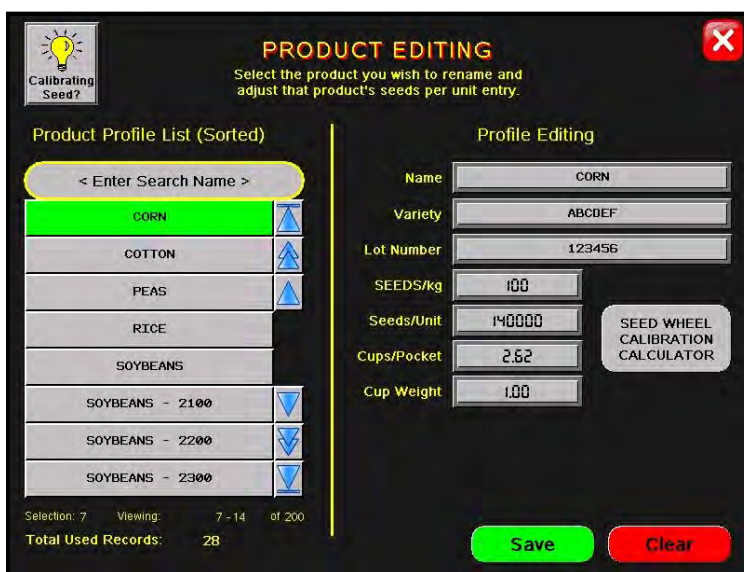 Calibrating
Seed?
PRODUCT EDITING
Select the product you wish to rename and
adjust that product's seeds per unit entry.
Product Profile List (Sorted)
< Enter Search Name >
CORN
COTTON
PEAS
RICE
SOYBEANS
SOYBEANS - 2100
SOYBEANS - 2200
SOYBEANS - 2300
Selection: 7 Viewing: 7 - 14 of 200
Total Used Records: 28
Profile Editing
Name CORN
Variety ABCDEF
Lot Number 123456
SEEDS/kg 100
Seeds/Unit 140000
Cups/Pocket 2.62
Cup Weight 1.00
SEED WHEEL
CALIBRATION
CALCULATOR
Save Clear